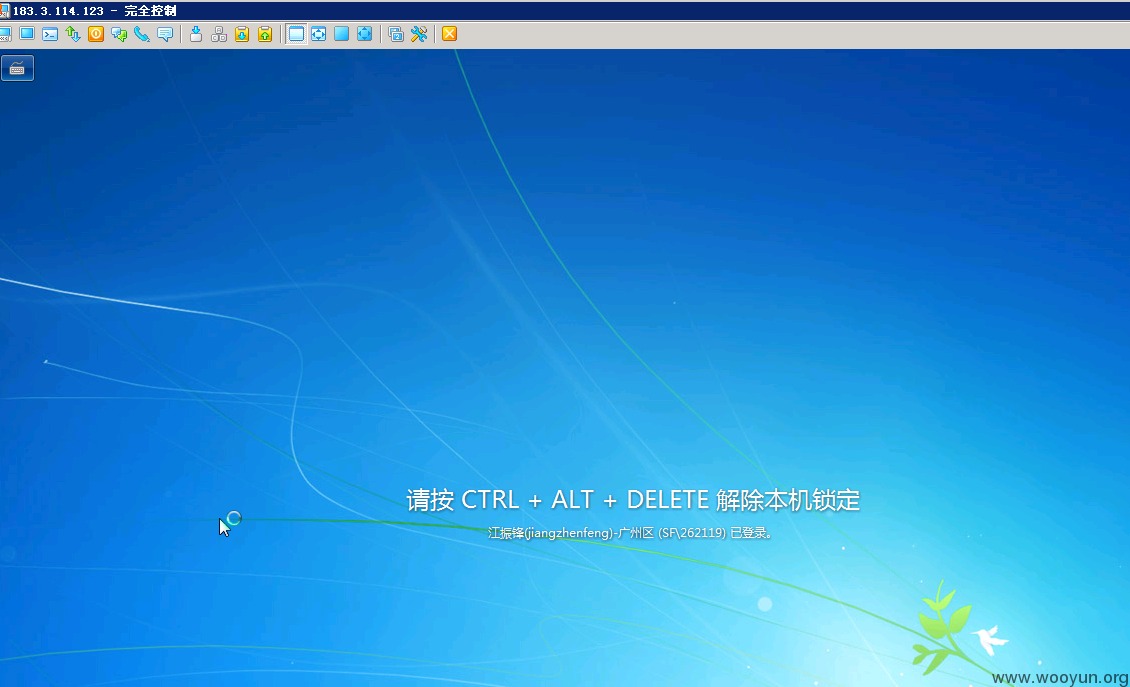 183.3.114.123 - 完全控制
请按 CTRL + ALT + DELETE 解除本机锁定
江振锋(jiangzhenfeng)-广州区 (SF\262119) 已登录。
www.wooyun.org